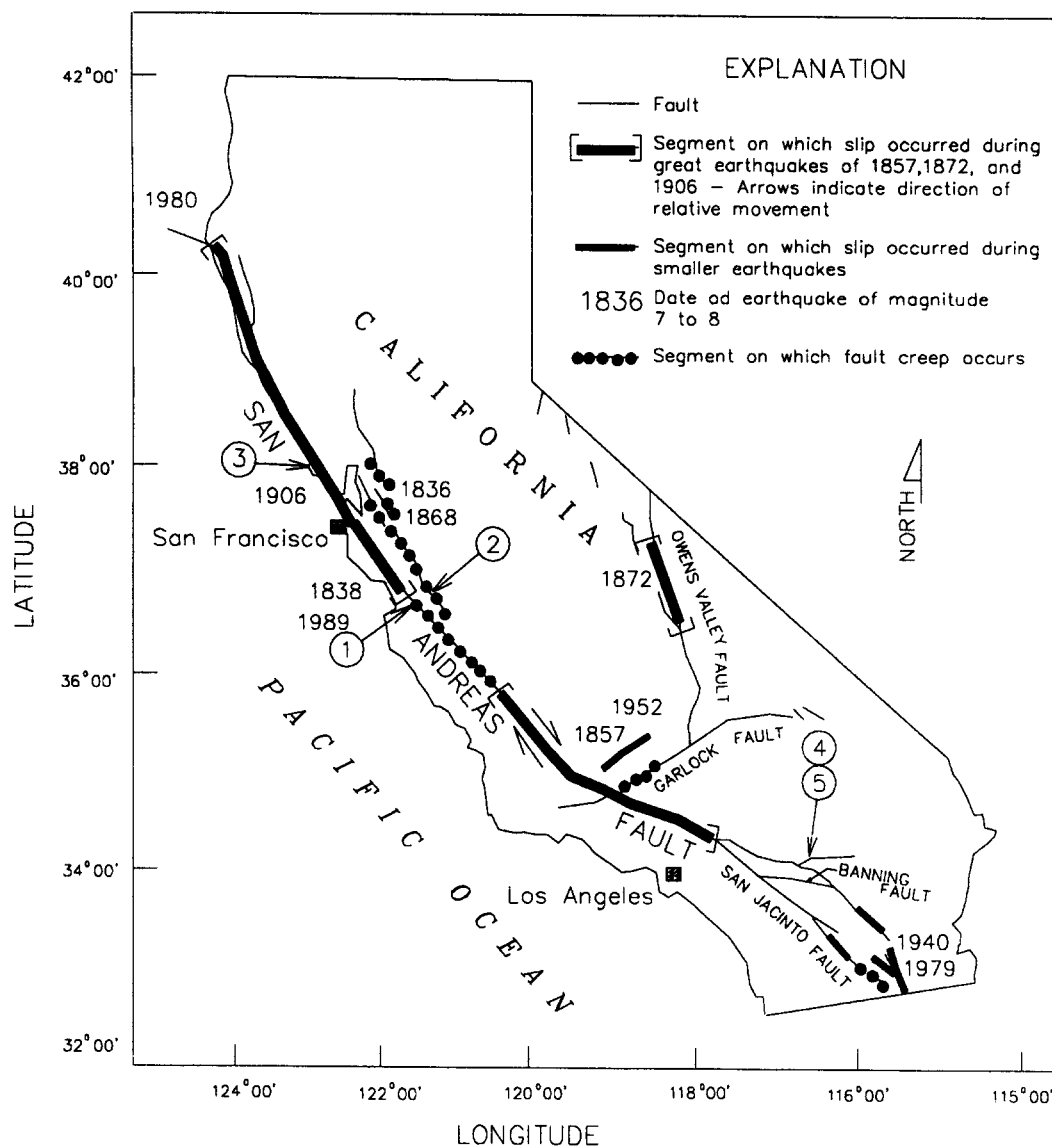 EXPLANATION
Fault
Segment on which slip occurred during
great earthquakes of 1857,1872, and
1906 – Arrows indicate direction of
relative movement
Segment on which slip occurred during
smaller earthquakes
1836 Date ad earthquake of magnitude
7 to 8
Segment on which fault creep occurs
LATITUDE
42°00'
40°00'
38°00'
36°00'
34°00'
32°00'
1980
CALIFORNIA
SAN
3
1906
San Francisco
1836
1868
2
1838
1989
1
ANDREAS
1872
OWENS VALLEY FAULT
NORTH
PACIFIC OCEAN
1952
1857
GARLOCK FAULT
4
5
FAULT
Los Angeles
BANNING
FAULT
SAN JACINTO FAULT
1940
1979
124°00'
122°00'
120°00'
118°00'
116°00'
115°00'
LONGITUDE